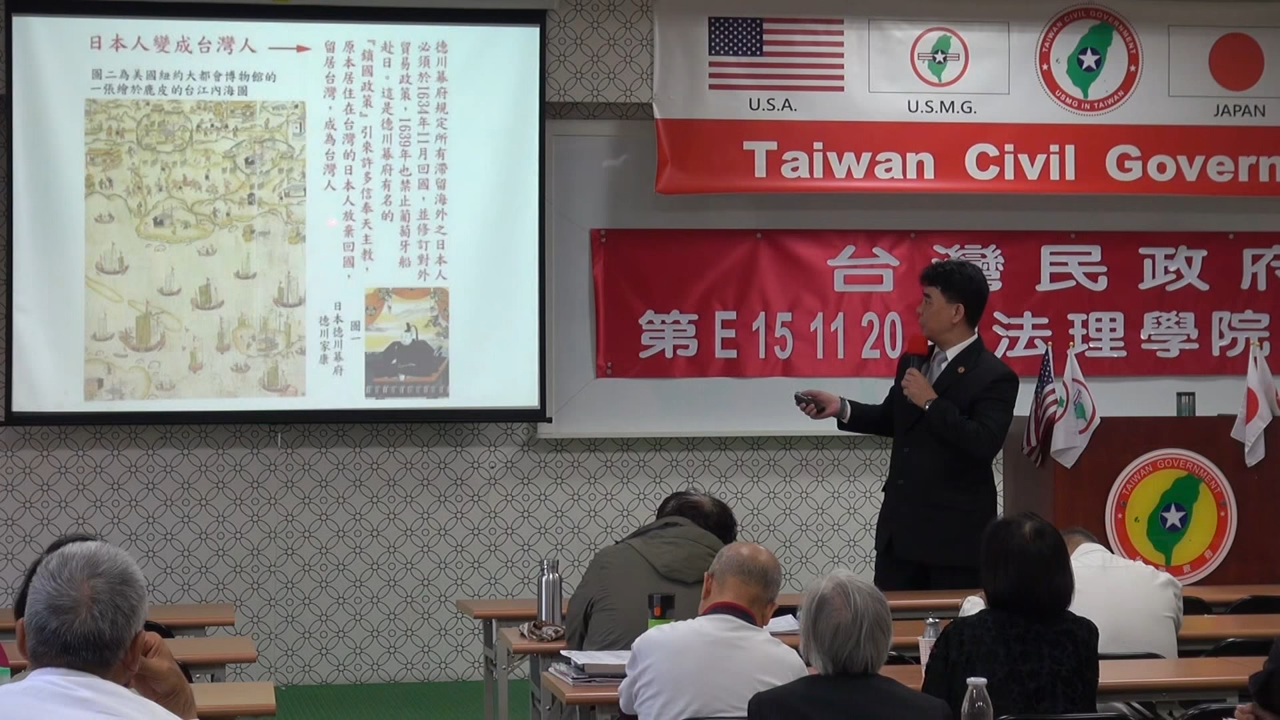 日本人變成台灣人
圖二為美國紐約大都會博物館的
一張繪於鹿皮的台江內海圖
德川幕府規定所有滯留海外之日本人
必須於1634年11月回國，並修訂對外
貿易政策，1639年也禁止葡萄牙船
赴日。這是德川幕府有名的
『鎖國政策』引來許多信奉天主教，
原本居住在台灣的日本人放棄回國，
留居台灣，成為台灣人
圖一
日本德川幕府
德川家康
U.S.A.
U.S.M.G.
TAIWAN CIVIL GOVERNMENT
USMG IN TAIWAN
JAPAN
Taiwan Civil Govern
台灣民政府
第E151120 法理學院
TAIWAN GOVERNMENT